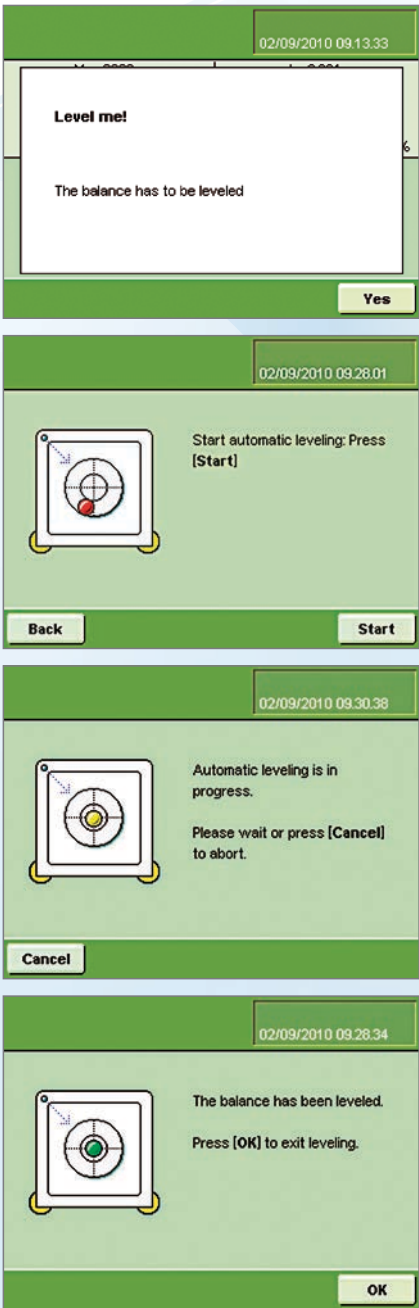 02/09/2010 09.13.33
Level me!
%
The balance has to be leveled
Yes
02/09/2010 09.28.01
Start automatic leveling: Press
[Start]
Back
Start
02/09/2010 09.30.38
Automatic leveling is in
progress.
Please wait or press [Cancel]
to abort.
Cancel
02/09/2010 09.28.34
The balance has been leveled.
Press [OK] to exit leveling.
OK